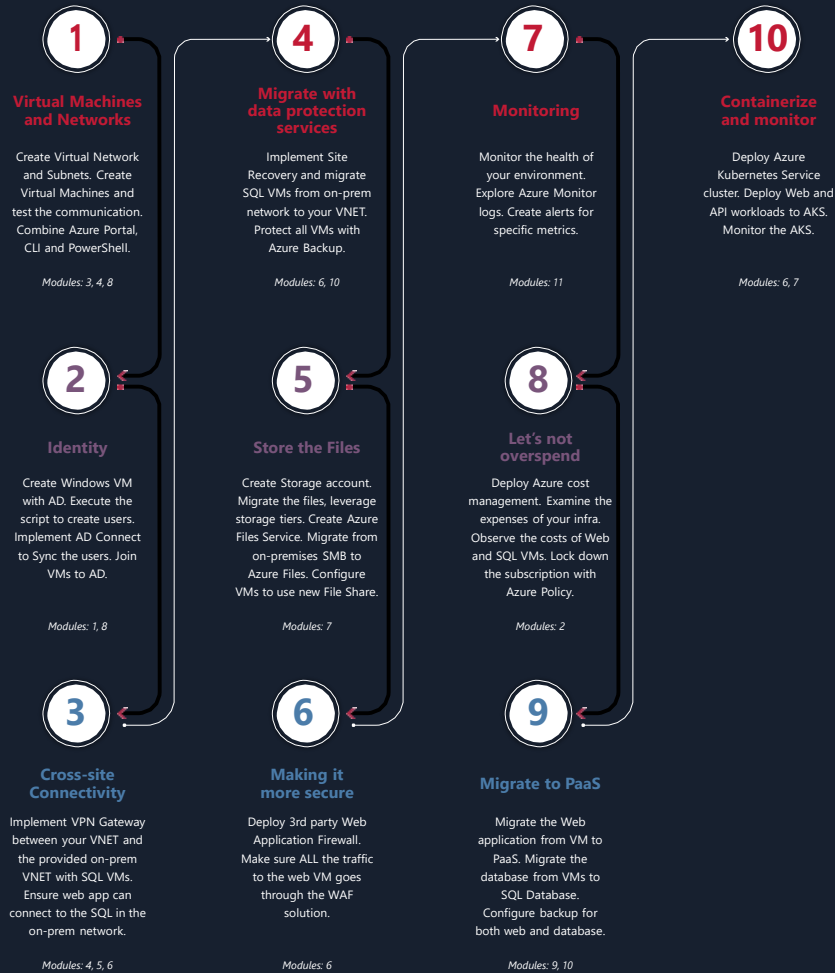 1
Virtual Machines
and Networks
Create Virtual Network
and Subnets. Create
Virtual Machines and
test the communication.
Combine Azure Portal,
CLI and PowerShell.
Modules: 3, 4, 8
2
Identity
Create Windows VM
with AD. Execute the
script to create users.
Implement AD Connect
to Sync the users. Join
VMs to AD.
Modules: 1, 8
3
Cross-site
Connectivity
Implement VPN Gateway
between your VNET and
the provided on-prem
VNET with SQL VMs.
Ensure web app can
connect to the SQL in the
on-prem network.
Modules: 4, 5, 6
4
Migrate with
data protection
services
Implement Site
Recovery and migrate
SQL VMs from on-prem
network to your VNET.
Protect all VMs with
Azure Backup.
Modules: 6, 10
5
Store the Files
Create Storage account.
Migrate the files, leverage
storage tiers. Create Azure
Files Service. Migrate from
on-premises SMB to
Azure Files. Configure
VMs to use new File Share.
Modules: 7
6
Making it
more secure
Deploy 3rd party Web
Application Firewall.
Make sure ALL the traffic
to the web VM goes
through the WAF
solution.
Modules: 6
7
Monitoring
Monitor the health of
your environment.
Explore Azure Monitor
logs. Create alerts for
specific metrics.
Modules: 11
8
Let's not
overspend
Deploy Azure cost
management. Examine the
expenses of your infra.
Observe the costs of Web
and SQL VMs. Lock down
the subscription with
Azure Policy.
Modules: 2
9
Migrate to PaaS
Migrate the Web
application from VM to
PaaS. Migrate the
database from VMs to
SQL Database.
Configure backup for
both web and database.
Modules: 9, 10
10
Containerize
and monitor
Deploy Azure
Kubernetes Service
cluster. Deploy Web and
API workloads to AKS.
Monitor the AKS.
Modules: 6, 7